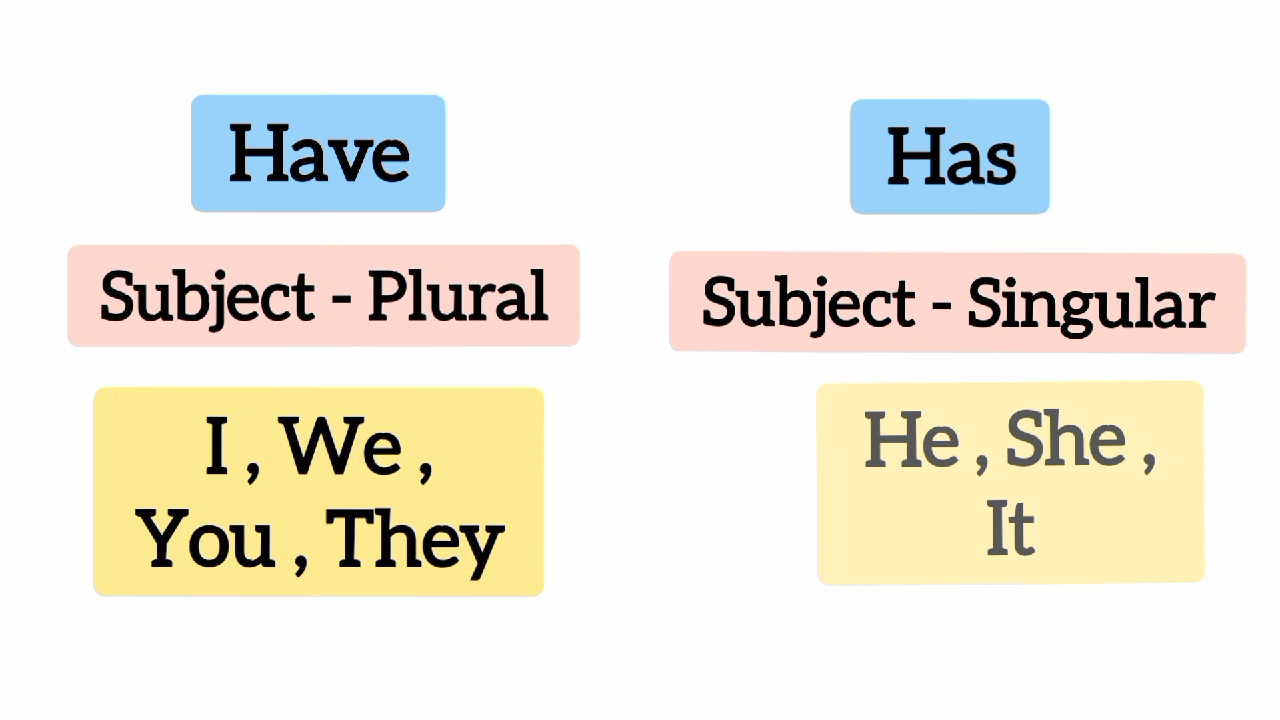 Have
Subject - Plural
I , We ,
You , They
Has
Subject - Singular
He , She ,
It